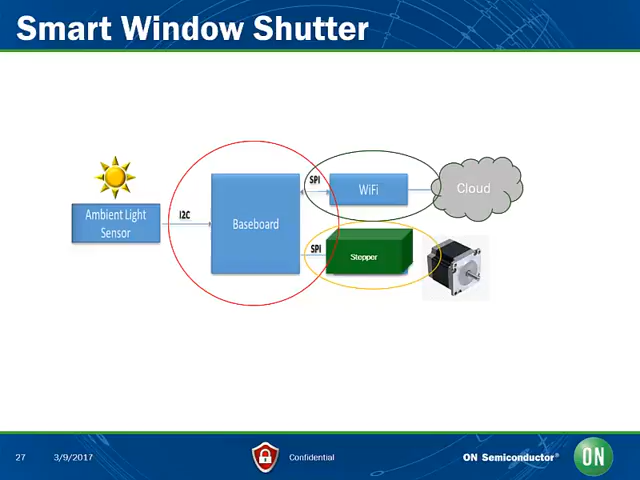 Smart Window Shutter
Ambient Light
Sensor
I2C
Baseboard
SPI
WiFi
Cloud
SPI
Stepper
27
3/9/2017
Confidential
ON Semiconductor®
ON